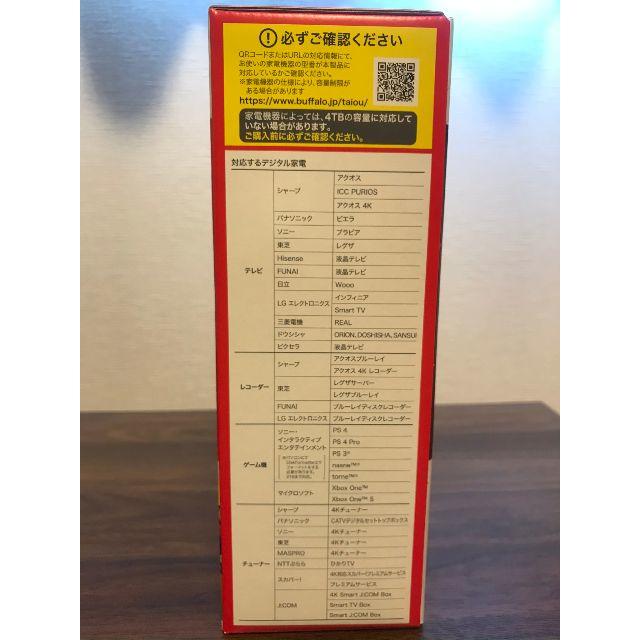 ! 必ずご確認ください
QRコードまたはURLの対応情報にて、
お使いの家電機器の型番が本製品に
対応しているかご確認ください。
※家電機器の仕様により、容量制限が
ある場合があります
https://www.buffalo.jp/taiou/
家電機器によっては、4TBの容量に対応して
いない場合があります。
ご購入前に必ずご確認ください。
対応するデジタル家電
テレビ
シャープ
アクオス
ICC PURIOS
アクオス 4K
パナソニック ビエラ
ソニー ブラビア
東芝 レグザ
Hisense 液晶テレビ
FUNAI 液晶テレビ
日立 Wooo
LG エレクトロニクス
インフィニア
Smart TV
三菱電機 REAL
ドウシシャ ORION, DOSHISHA, SANSUI
ピクセラ 液晶テレビ
レコーダー
シャープ
アクオスブルーレイ
アクオス 4K レコーダー
東芝
レグザサーバー
レグザブルーレイ
FUNAI ブルーレイディスクレコーダー
LG エレクトロニクス ブルーレイディスクレコーダー
ゲーム機
ソニー・
インタラクティブ
エンタテインメント
PS 4
PS 4 Pro
PS 3※
nasne™※
torne™※
マイクロソフト
Xbox One™
Xbox One™ S
チューナー
シャープ 4Kチューナー
パナソニック CATVデジタルセットトップボックス
ソニー 4Kチューナー
東芝 4Kチューナー
MASPRO 4Kチューナー
NTTぷらら ひかりTV
スカパー!
4K対応スカパー!プレミアムサービス
プレミアムサービス
J:COM
4K Smart J:COM Box
Smart TV Box
Smart J:COM Box